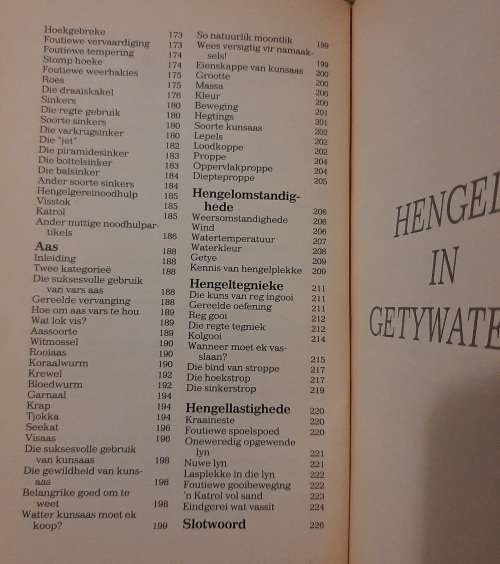 Hoekgebreke 173
Foutiewe vervaardiging 173
Foutiewe tempering 174
Stomp hoeke 174
Foutiewe weerhakies 175
Roes 175
Die draaiskakel 176
Sinkers 180
Die regte gebruik 180
Soorte sinkers 180
Die varkrugsinker 180
Die "jet" 182
Die piramidesinker 183
Die bottelsinker 183
Die balsinker 184
Ander soorte sinkers 184
Hengelgereinoodhulp 185
Visstok 185
Katrol 185
Ander nuttige noodhulpar-
tikels 186
Aas
Inleiding 188
Twee kategorieë 188
Die suksesvolle gebruik
van vars aas 188
Gereelde vervanging 188
Hoe om aas vars te hou 189
Wat lok vis? 189
Aassoorte 189
Witmossel 190
Rooiaas 190
Koraalwurm 190
Krewel 192
Bloedwurm 192
Garnaal 194
Krap 194
Tjokka 194
Seekat 196
Visaas 196
Die suksesvolle gebruik
van kunsaas 198
Die gewildheid van kuns-
aas 198
Belangrike goed om te
weet 198
Watter kunsaas moet ek
koop? 199
So natuurlik moontlik 199
Wees versigtig vir namaak-
sels! 199
Eienskappe van kunsaas 200
Grootte 200
Massa 200
Kleur 200
Beweging 201
Hegtings 201
Soorte kunsaas 202
Lepels 202
Loodkoppe 202
Proppe 204
Oppervlakproppe 204
Diepteproppe 205
Hengelomstandig-
hede 206
Weersomstandighede 206
Wind 206
Watertemperatuur 207
Waterkleur 208
Getye 209
Kennis van hengelplekke 209
Hengeltegnieke 211
Die kuns van reg ingooi 211
Gereelde oefening 211
Reg gooi 212
Die regte tegniek 212
Kolgooi 214
Wanneer moet ek vas-
slaan? 215
Die bind van stroppe 217
Die hoekstrop 217
Die sinkerstrop 219
Hengellastighede 220
Kraaineste 220
Foutiewe spoelspoed 220
Oneweredig opgewende
lyn 221
Nuwe lyn 221
Lasplekke in die lyn 222
Foutiewe gooibeweging 222
'n Katrol vol sand 223
Eindgerei wat vassit 224
Slotwoord 226
HENGEL
IN
GETYWATE